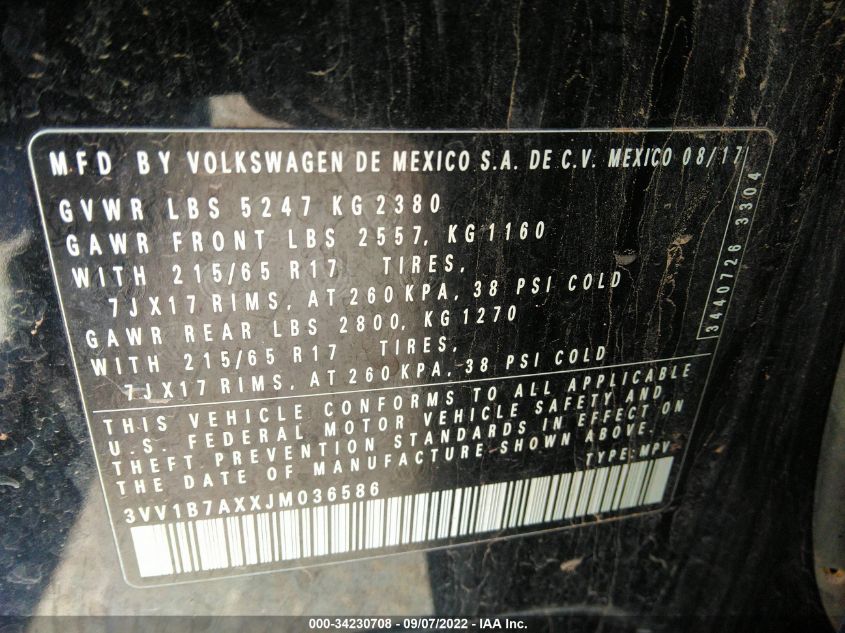 MFD BY VOLKSWAGEN DE MEXICO S.A. DE C.V. MEXICO 08/17
GVWR LBS 5247 KG 2380
GAWR FRONT LBS 2557, KG 1160
WITH 215/65 R17 TIRES,
7JX17 RIMS, AT 260 KPA, 38 PSI COLD
GAWR REAR LBS 2800, KG 1270
WITH 215/65 R17 TIRES,
7JX17 RIMS, AT 260 KPA, 38 PSI COLD
THIS VEHICLE CONFORMS TO ALL APPLICABLE
U.S. FEDERAL MOTOR VEHICLE SAFETY AND
THEFT PREVENTION STANDARDS IN EFFECT ON
THE DATE OF MANUFACTURE SHOWN ABOVE.
TYPE: MPV
3VV1B7AXXJM036586
3440726 3304
000-34230708 - 09/07/2022 - IAA Inc.